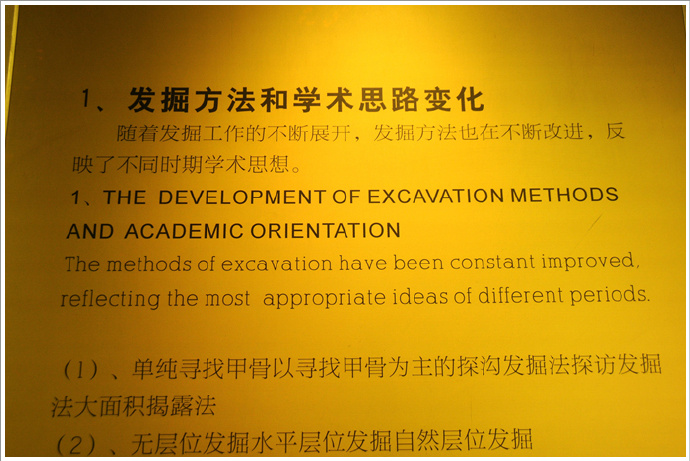 1、发掘方法和学术思路变化
随着发掘工作的不断展开，发掘方法也在不断改进，反
映了不同时期学术思想。
1、THE DEVELOPMENT OF EXCAVATION METHODS
AND ACADEMIC ORIENTATION
The methods of excavation have been constant improved,
reflecting the most appropriate ideas of different periods.
（1）、单纯寻找甲骨以寻找甲骨为主的探沟发掘法探访发掘
法大面积揭露法
（2）、无层位发掘水平层位发掘自然层位发掘